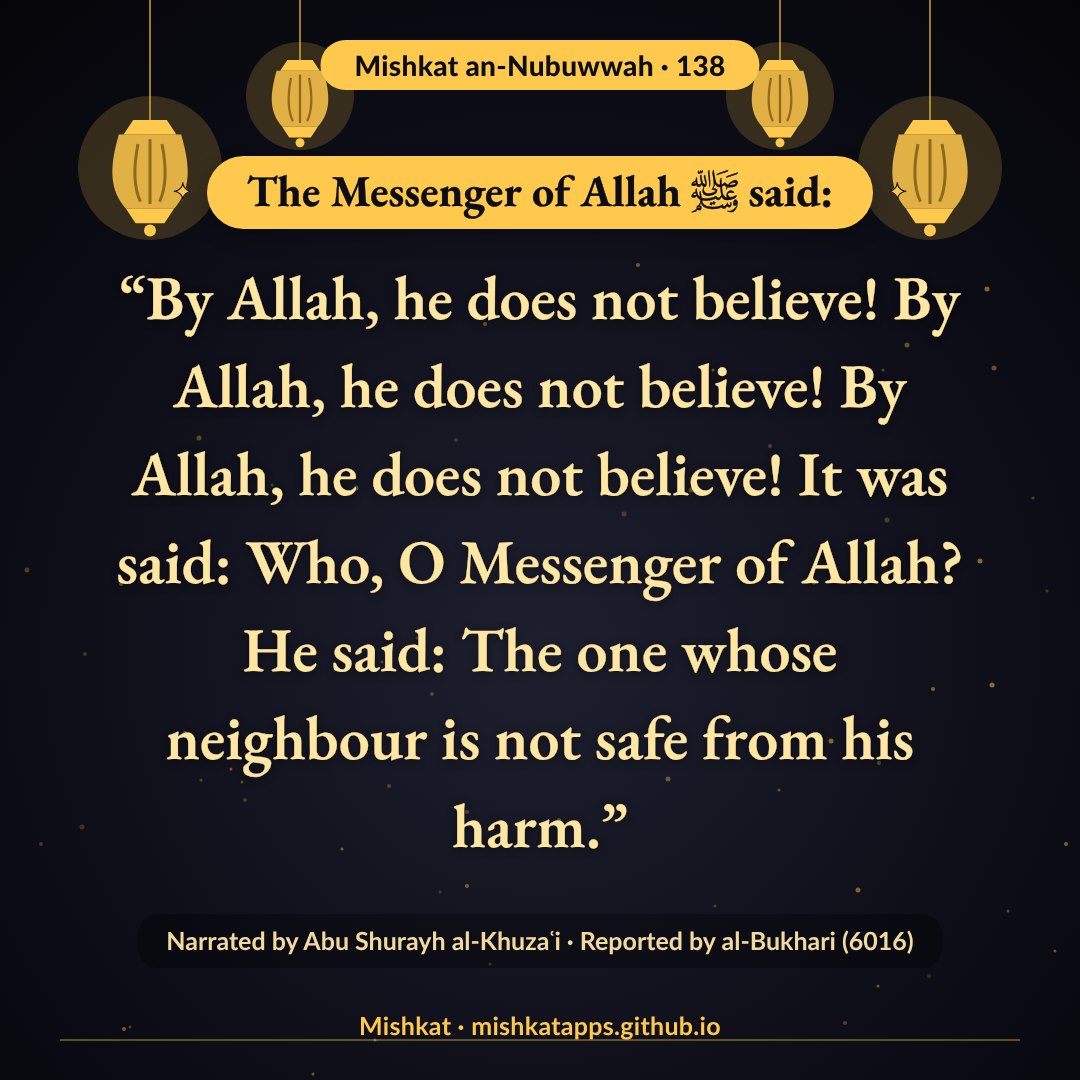 Mishkat an-Nubuwwah · 138
The Messenger of Allah ﷺ said:
“By Allah, he does not believe! By
Allah, he does not believe! By
Allah, he does not believe! It was
said: Who, O Messenger of Allah?
He said: The one whose
neighbour is not safe from his
harm.”
Narrated by Abu Shurayh al-Khuzaʿi · Reported by al-Bukhari (6016)
Mishkat · mishkatapps.github.io